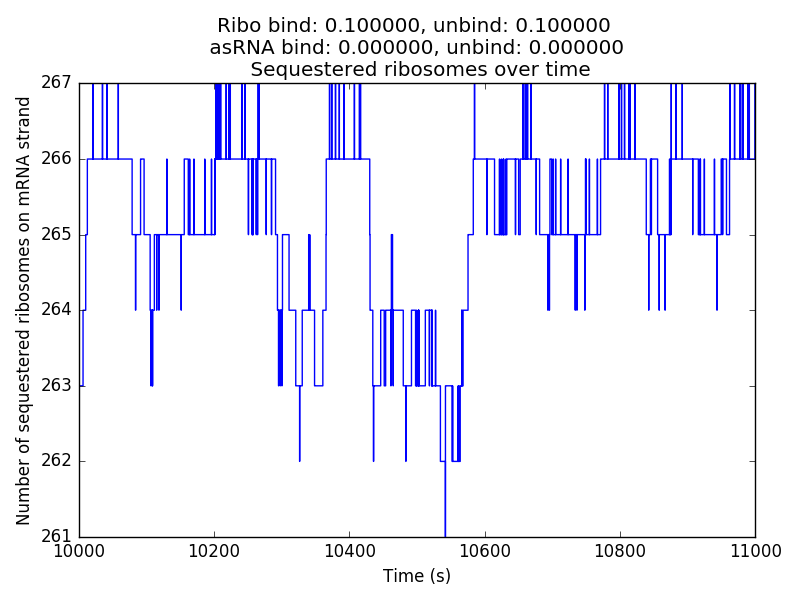 Ribo bind: 0.100000, unbind: 0.100000
asRNA bind: 0.000000, unbind: 0.000000
Sequestered ribosomes over time
Number of sequestered ribosomes on mRNA strand
267
266
265
264
263
262
261
10000 10200 10400 10600 10800 11000
Time (s)